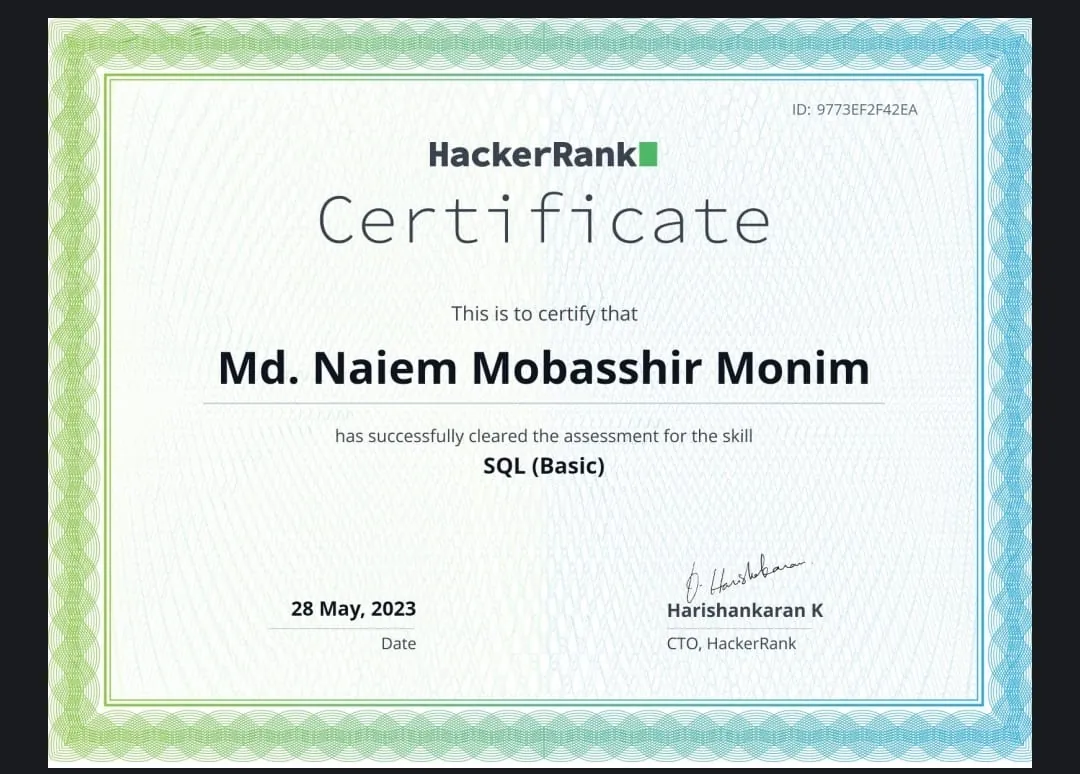 ID: 9773EF2F42EA
HackerRank
Certificate
This is to certify that
Md. Naiem Mobasshir Monim
has successfully cleared the assessment for the skill
SQL (Basic)
28 May, 2023
Date
Harishankaran K
CTO, HackerRank